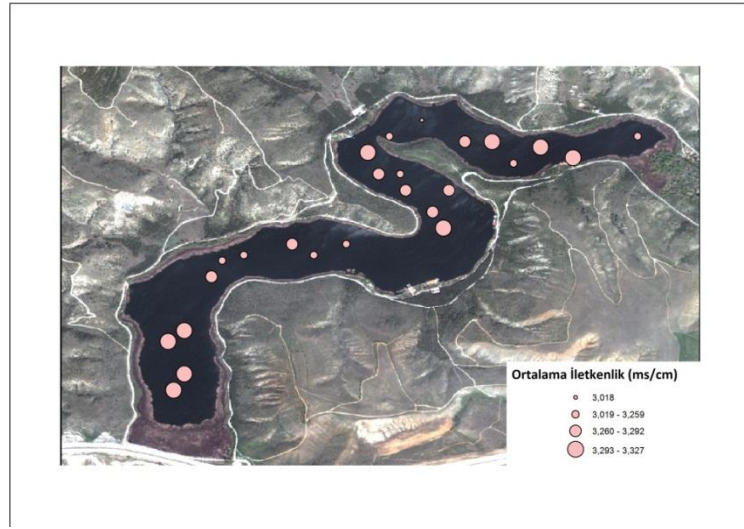 Ortalama İletkenlik (ms/cm)
3,018
3,019 - 3,259
3,260 - 3,292
3,293 - 3,327